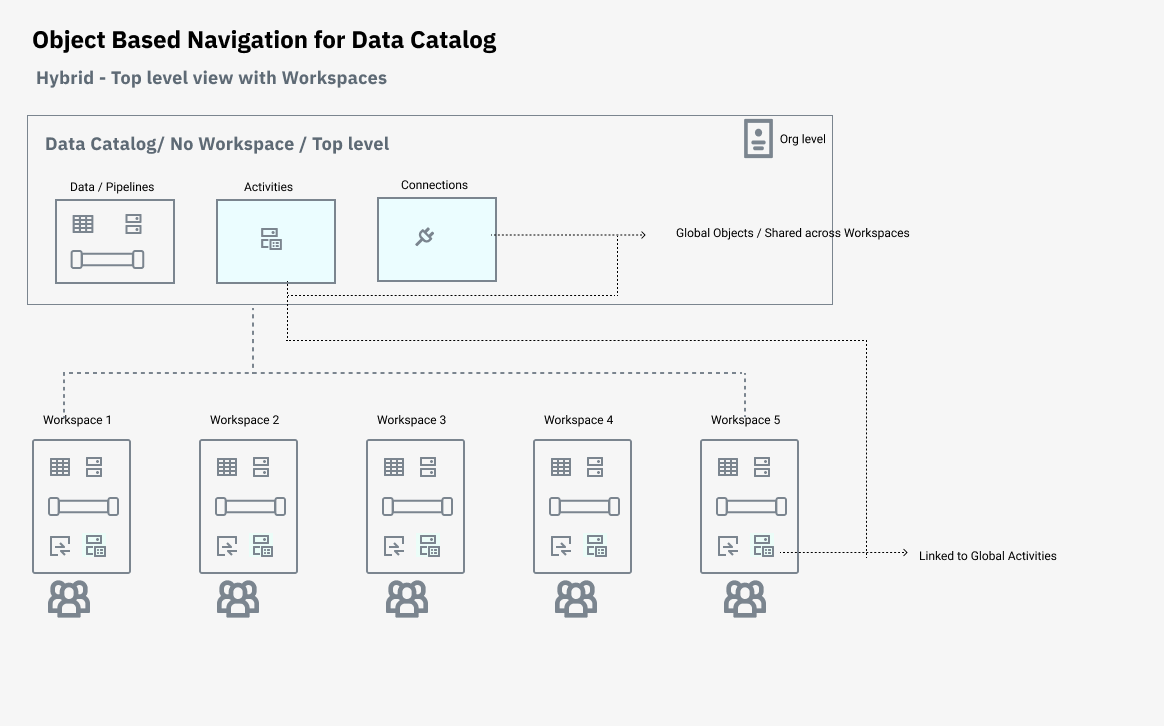 Object Based Navigation for Data Catalog
Hybrid - Top level view with Workspaces
Data Catalog/ No Workspace / Top level
Org level
Data / Pipelines
Activities
Connections
Global Objects / Shared across Workspaces
Workspace 1
Workspace 2
Workspace 3
Workspace 4
Workspace 5
Linked to Global Activities